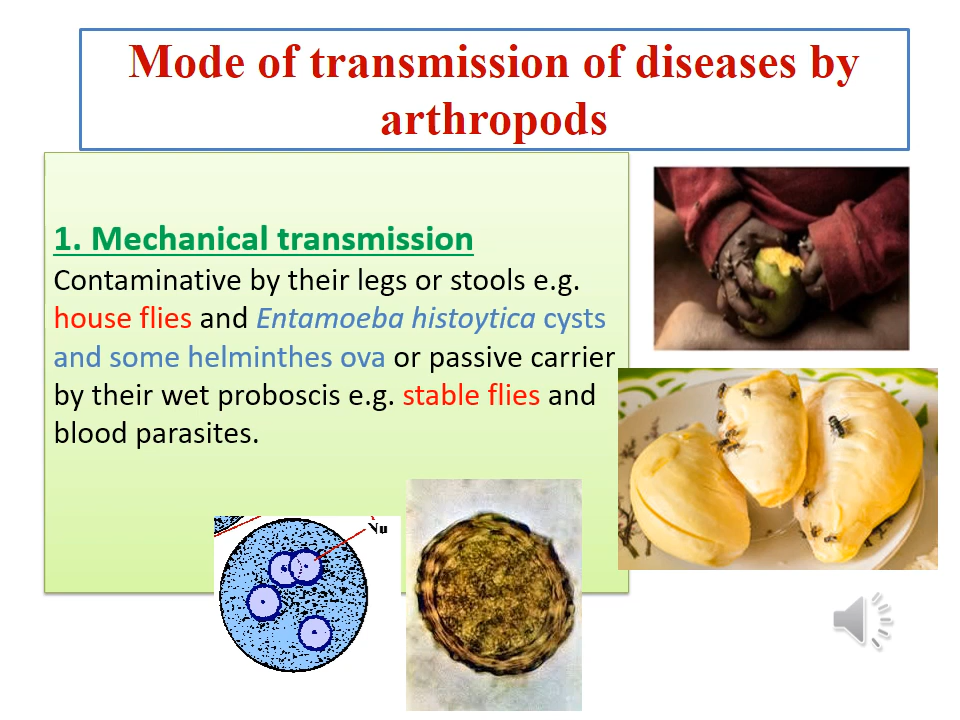 Mode of transmission of diseases by
arthropods
1. Mechanical transmission
Contaminative by their legs or stools e.g.
house flies and Entamoeba histoytica cysts
and some helminthes ova or passive carrier
by their wet proboscis e.g. stable flies and
blood parasites.
Nu